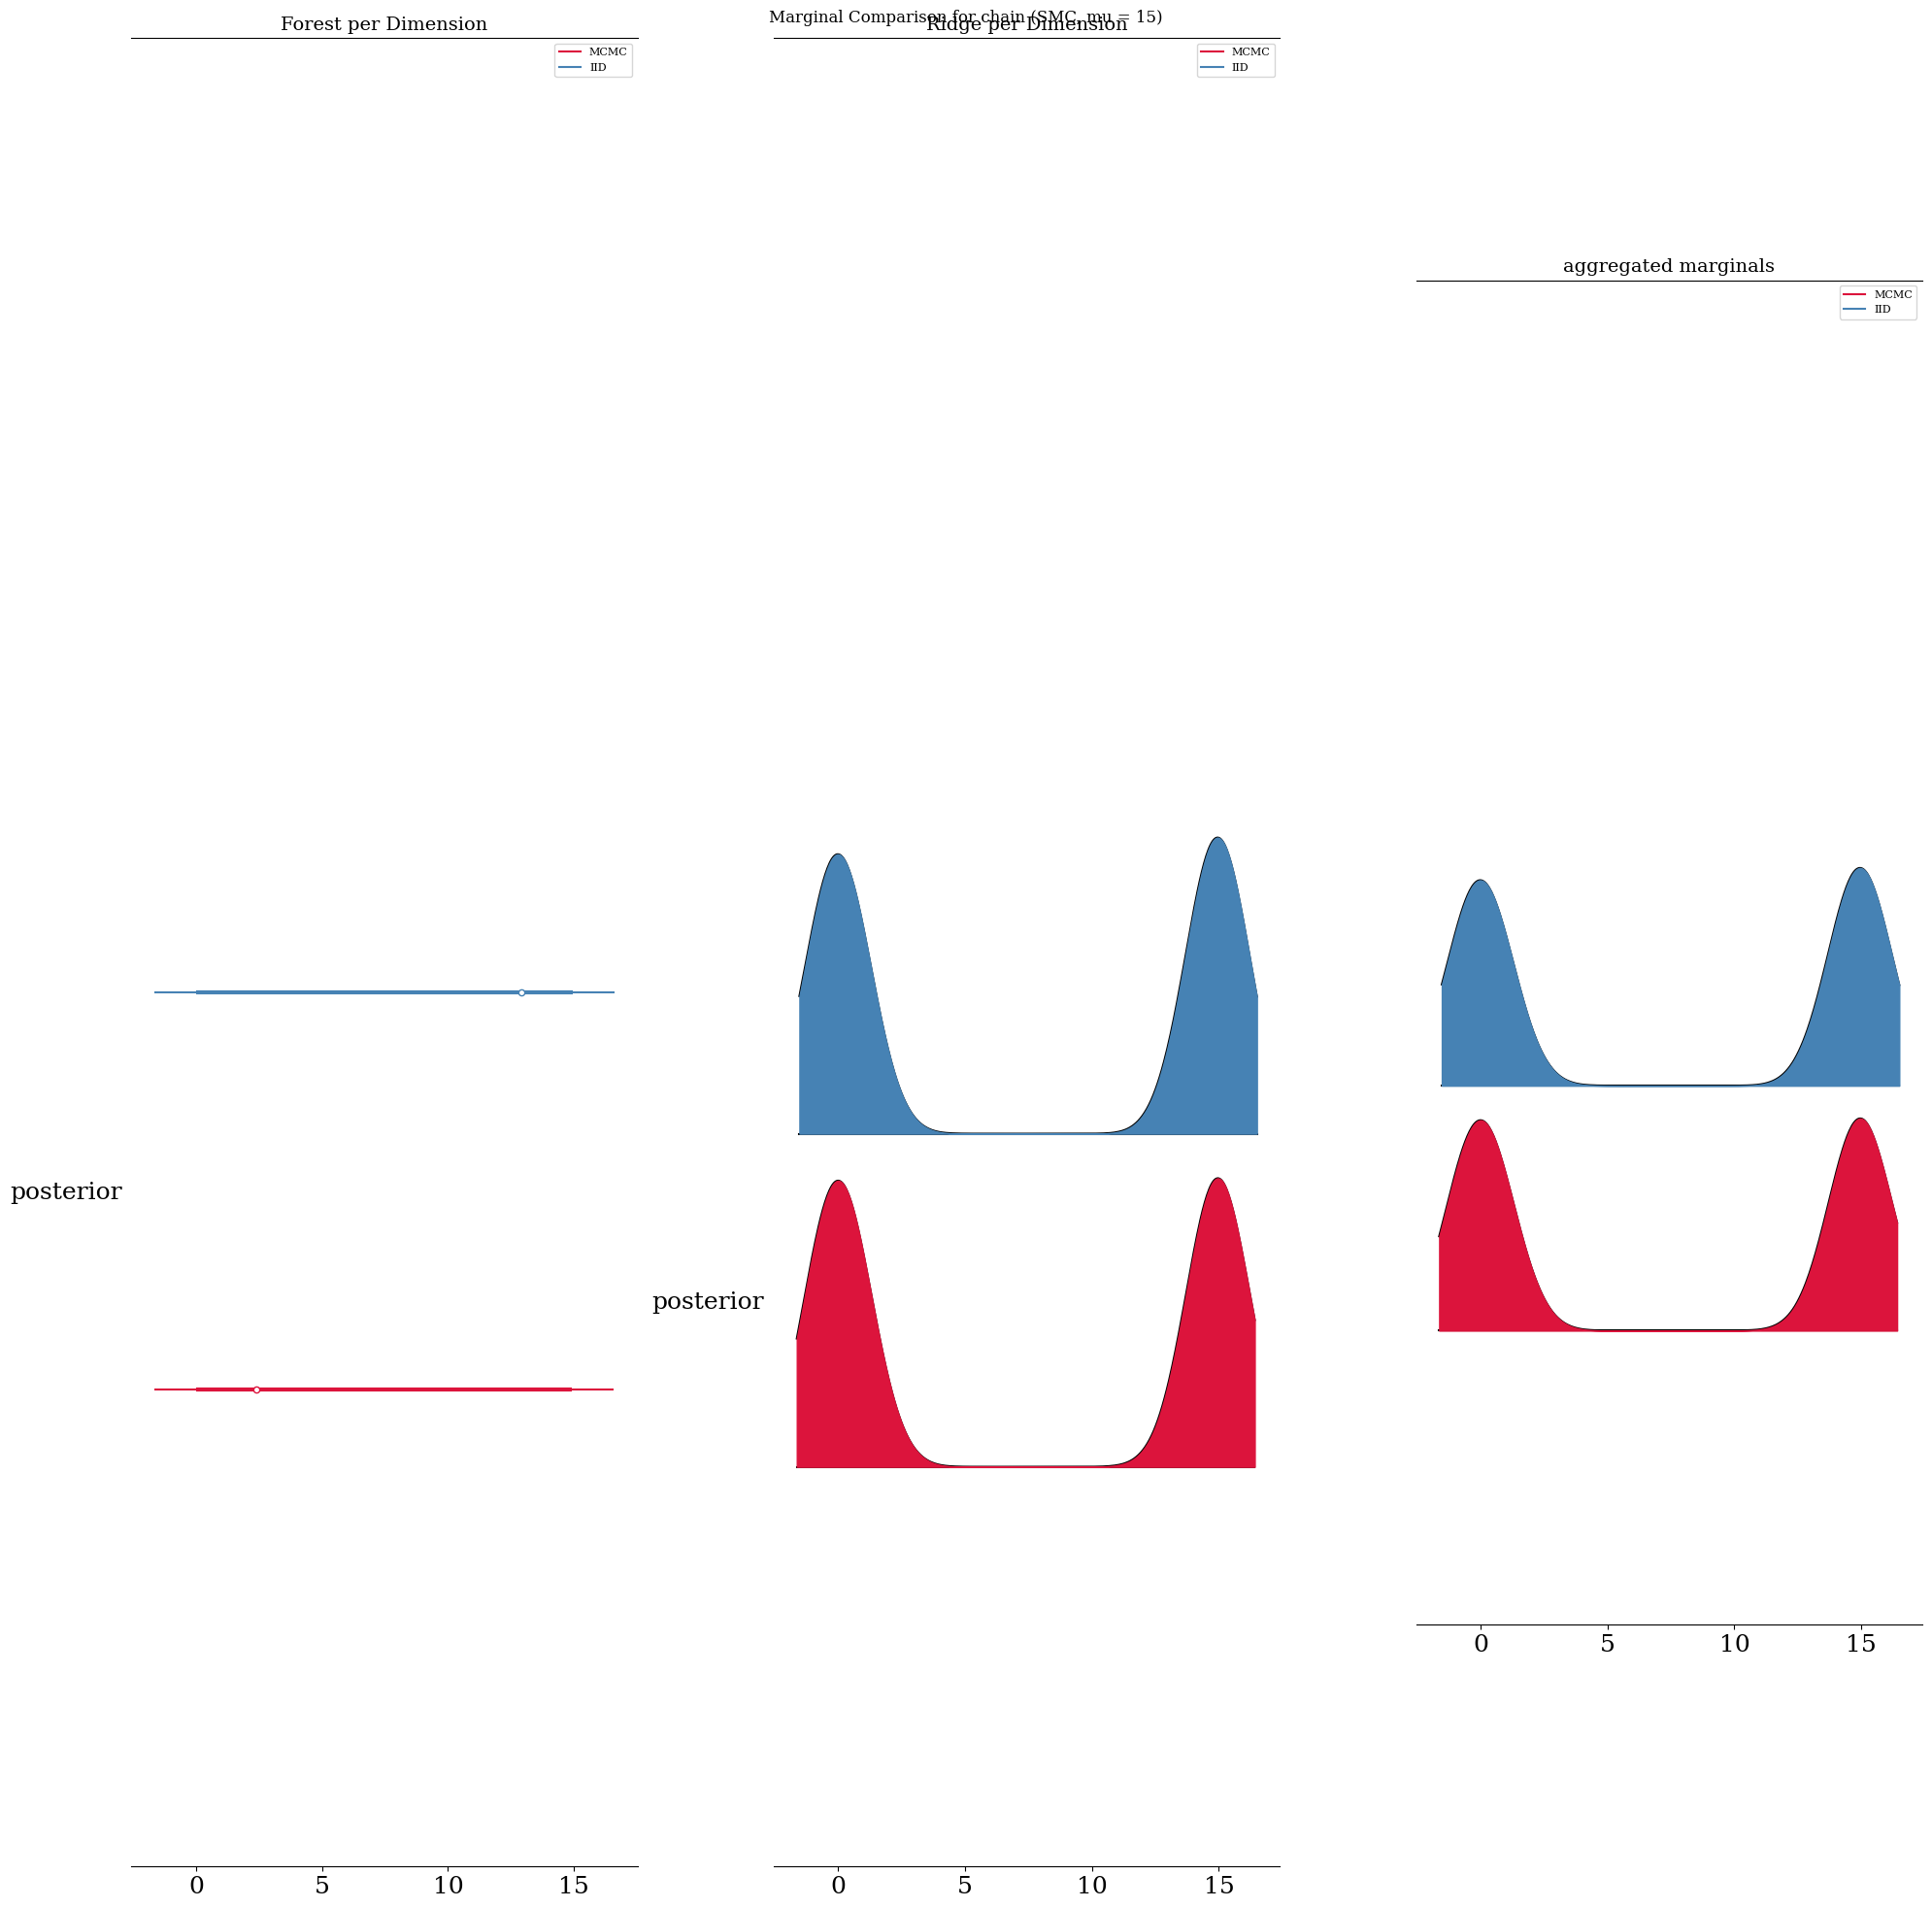 Marginal Comparison for chain (SMC, mu = 15)
Forest per Dimension
MCMC
IID
posterior
0 5 10 15
Ridge per Dimension
MCMC
IID
posterior
0 5 10 15
aggregated marginals
MCMC
IID
0 5 10 15